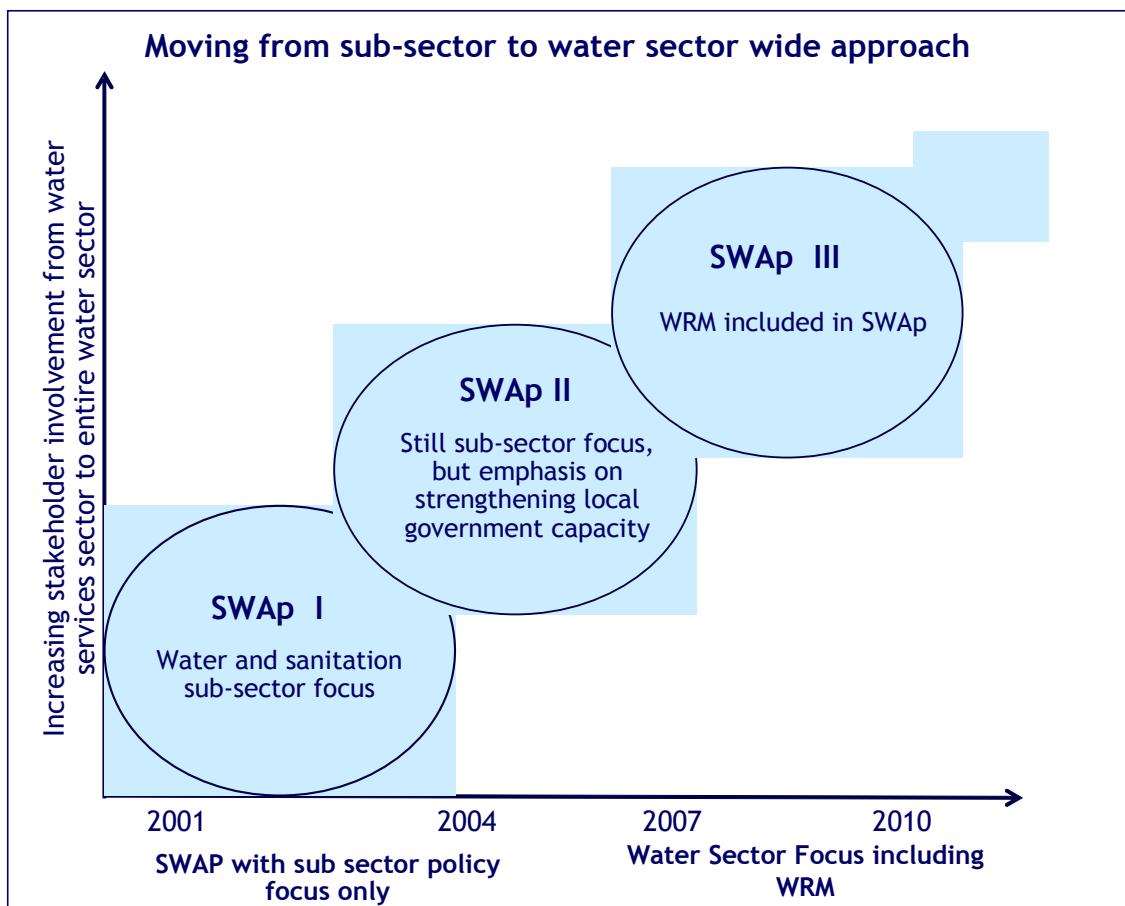 Moving from sub-sector to water sector wide approach
Increasing stakeholder involvement from water
services sector to entire water sector
SWAp III
WRM included in SWAp
SWAp II
Still sub-sector focus,
but emphasis on
strengthening local
government capacity
SWAp I
Water and sanitation
sub-sector focus
2001 2004 2007 2010
SWAP with sub sector policy
focus only
Water Sector Focus including
WRM